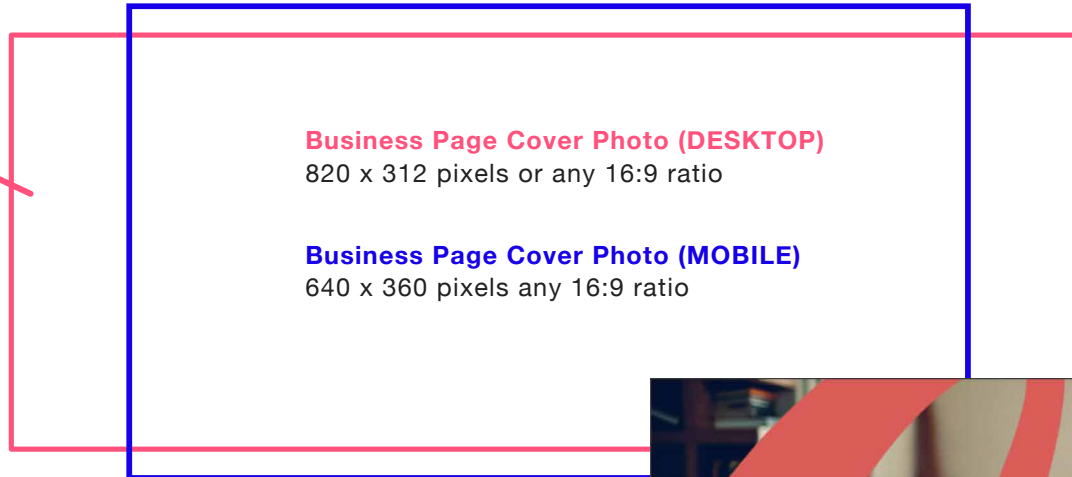 Business Page Cover Photo (DESKTOP)
820 x 312 pixels or any 16:9 ratio
Business Page Cover Photo (MOBILE)
640 x 360 pixels any 16:9 ratio